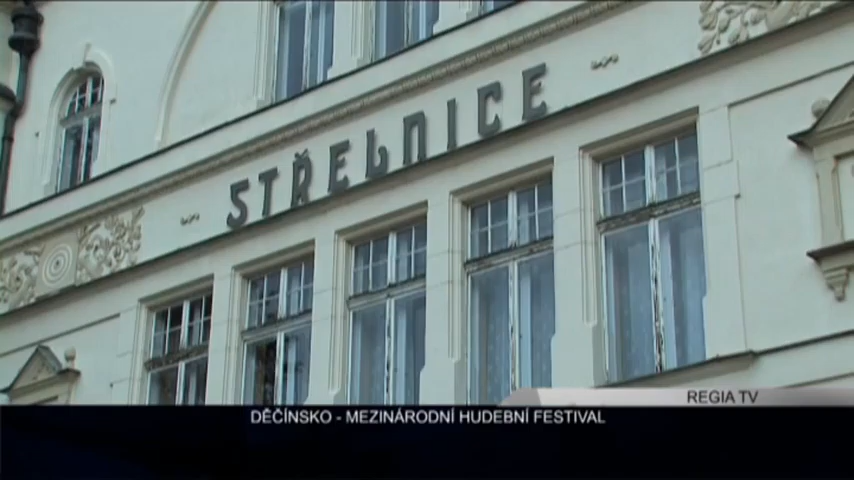 STŘELNICE
REGIA TV
DĚČÍNSKO - MEZINÁRODNÍ HUDEBNÍ FESTIVAL